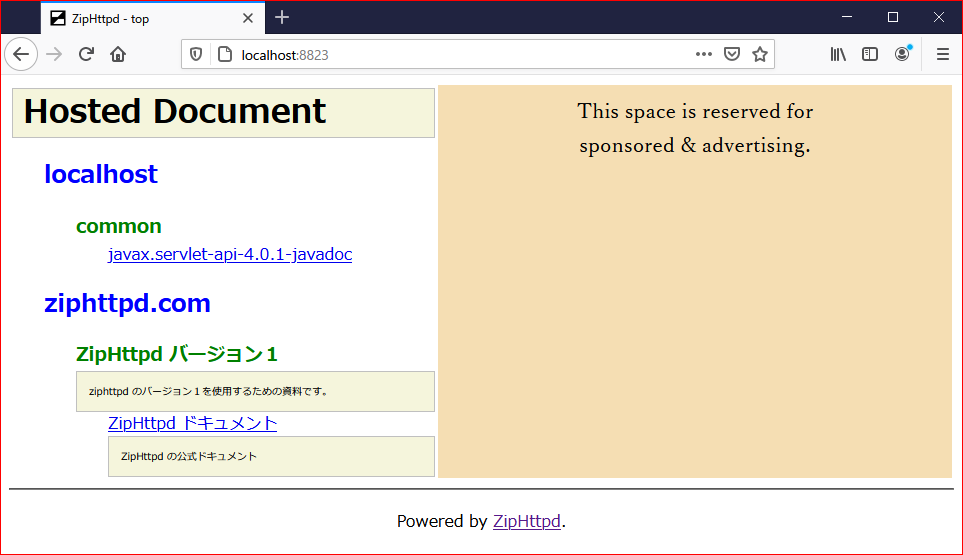 ZipHttpd - top
localhost:8823
Hosted Document
localhost
common
javax.servlet-api-4.0.1-javadoc
ziphttpd.com
ZipHttpd バージョン１
ziphttpd のバージョン１を使用するための資料です。
ZipHttpd ドキュメント
ZipHttpd の公式ドキュメント
This space is reserved for
sponsored & advertising.
Powered by ZipHttpd.